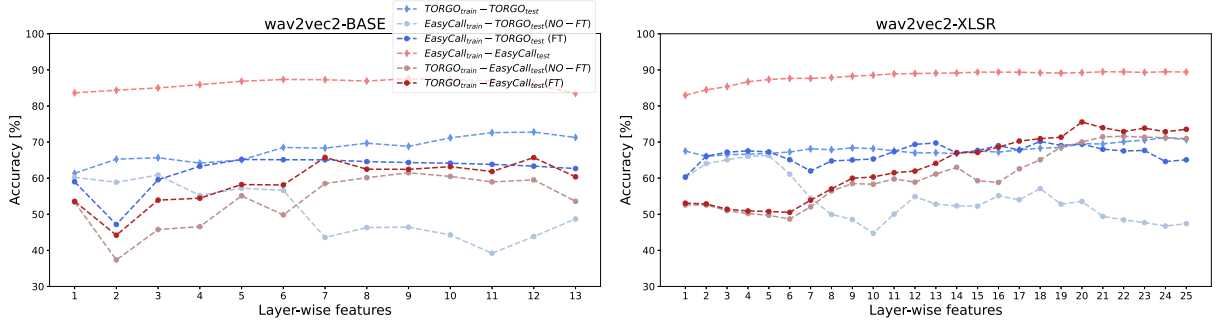 wav2vec2-BASE
TORGO_train − TORGO_test
EasyCall_train − TORGO_test(NO − FT)
EasyCall_train − TORGO_test (FT)
EasyCall_train − EasyCall_test
TORGO_train − EasyCall_test(NO − FT)
TORGO_train − EasyCall_test(FT)
Accuracy [%]
100
90
80
70
60
50
40
30
1 2 3 4 5 6 7 8 9 10 11 12 13
Layer-wise features
wav2vec2-XLSR
Accuracy [%]
100
90
80
70
60
50
40
30
1 2 3 4 5 6 7 8 9 10 11 12 13 14 15 16 17 18 19 20 21 22 23 24 25
Layer-wise features